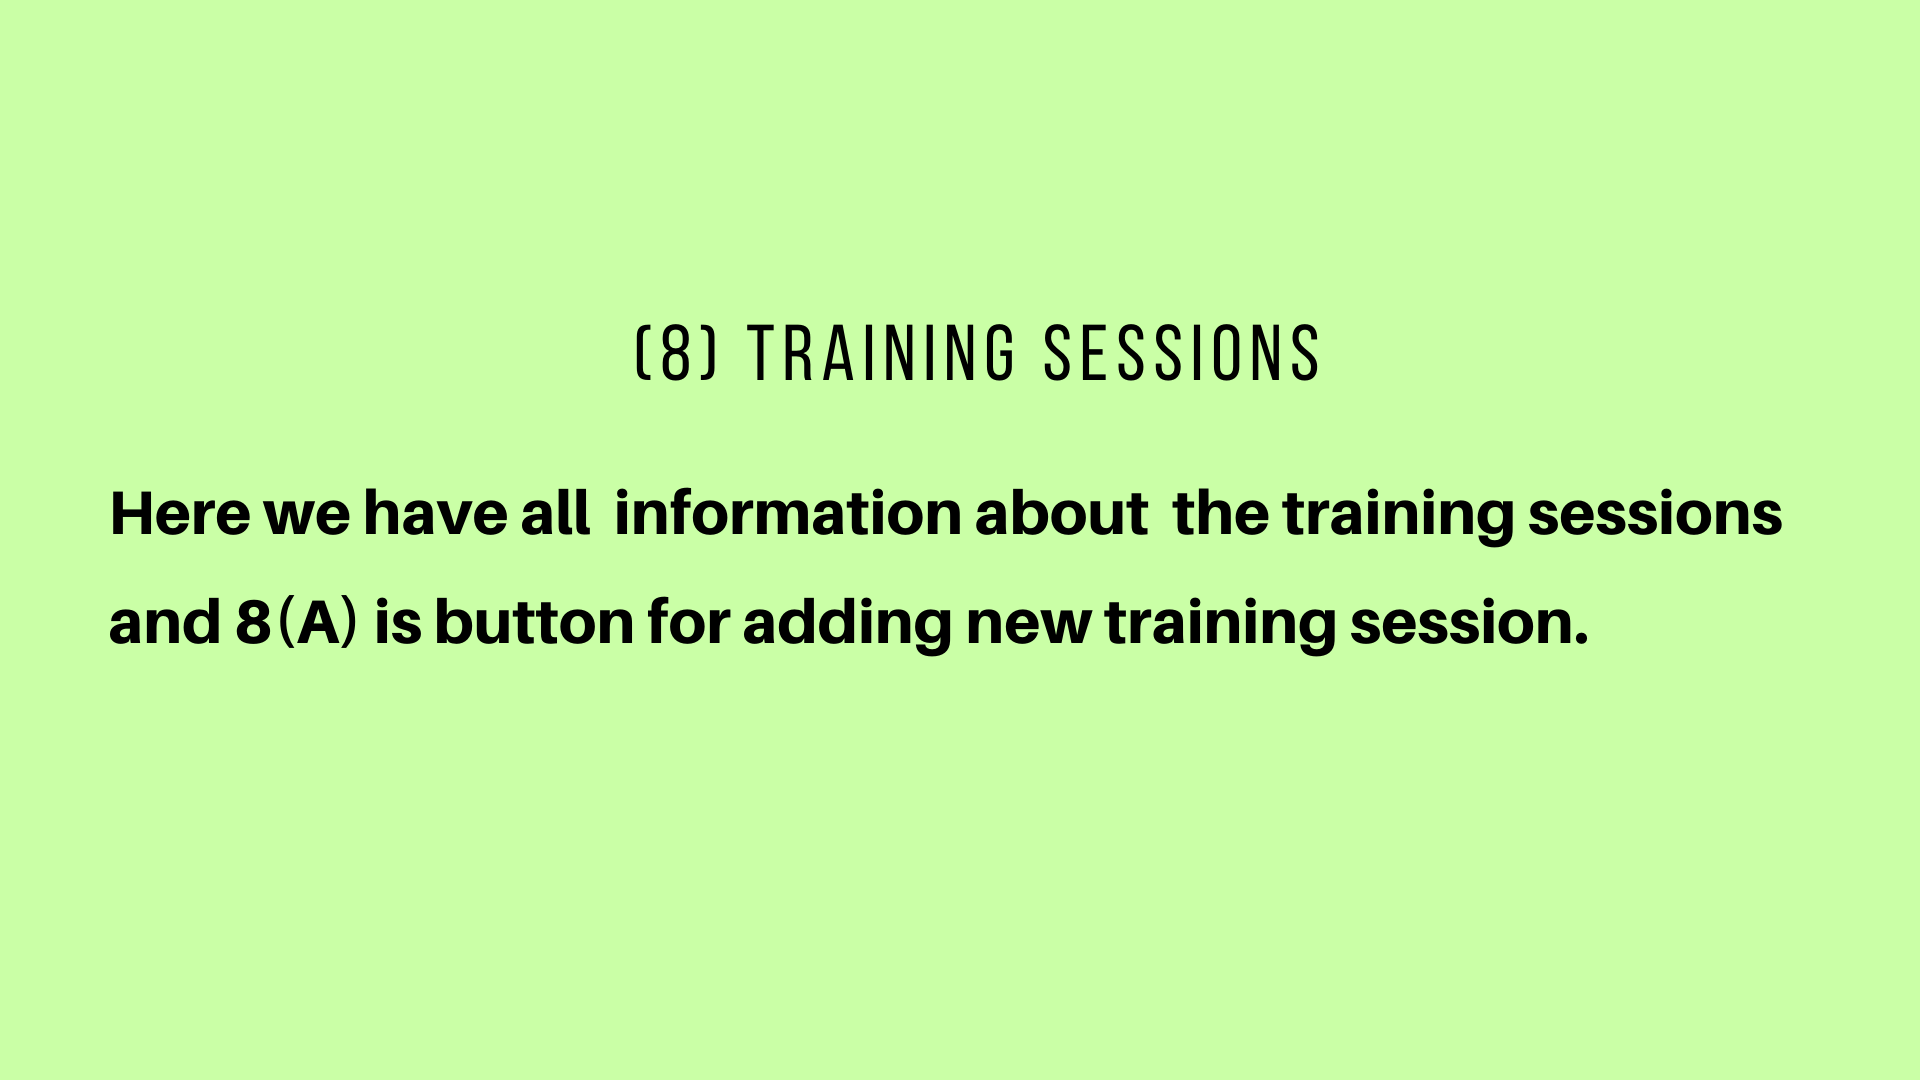 (8) TRAINING SESSIONS
Here we have all  information about  the training sessions
and 8(A) is button for adding new training session.